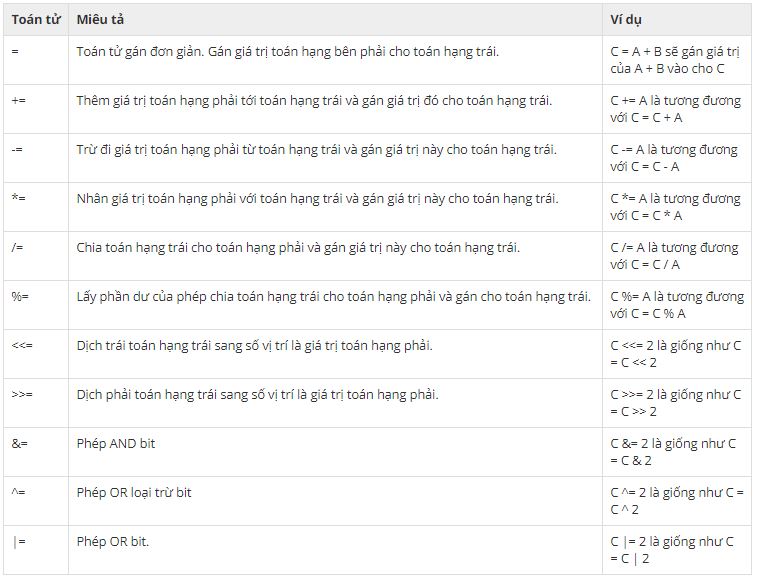 Toán tử Miêu tả Ví dụ
= Toán tử gán đơn giản. Gán giá trị toán hạng bên phải cho toán hạng trái. C = A + B sẽ gán giá trị
của A + B vào cho C
+= Thêm giá trị toán hạng phải tới toán hạng trái và gán giá trị đó cho toán hạng trái. C += A là tương đương
với C = C + A
-= Trừ đi giá trị toán hạng phải từ toán hạng trái và gán giá trị này cho toán hạng trái. C -= A là tương đương
với C = C - A
*= Nhân giá trị toán hạng phải với toán hạng trái và gán giá trị này cho toán hạng trái. C *= A là tương đương
với C = C * A
/= Chia toán hạng trái cho toán hạng phải và gán giá trị này cho toán hạng trái. C /= A là tương đương
với C = C / A
%= Lấy phần dư của phép chia toán hạng trái cho toán hạng phải và gán cho toán hạng trái. C %= A là tương đương
với C = C % A
<<= Dịch trái toán hạng trái sang số vị trí là giá trị toán hạng phải. C <<= 2 là giống như C
= C << 2
>>= Dịch phải toán hạng trái sang số vị trí là giá trị toán hạng phải. C >>= 2 là giống như C
= C >> 2
&= Phép AND bit C &= 2 là giống như C
= C & 2
^= Phép OR loại trừ bit C ^= 2 là giống như C =
C ^ 2
|= Phép OR bit. C |= 2 là giống như C
= C | 2